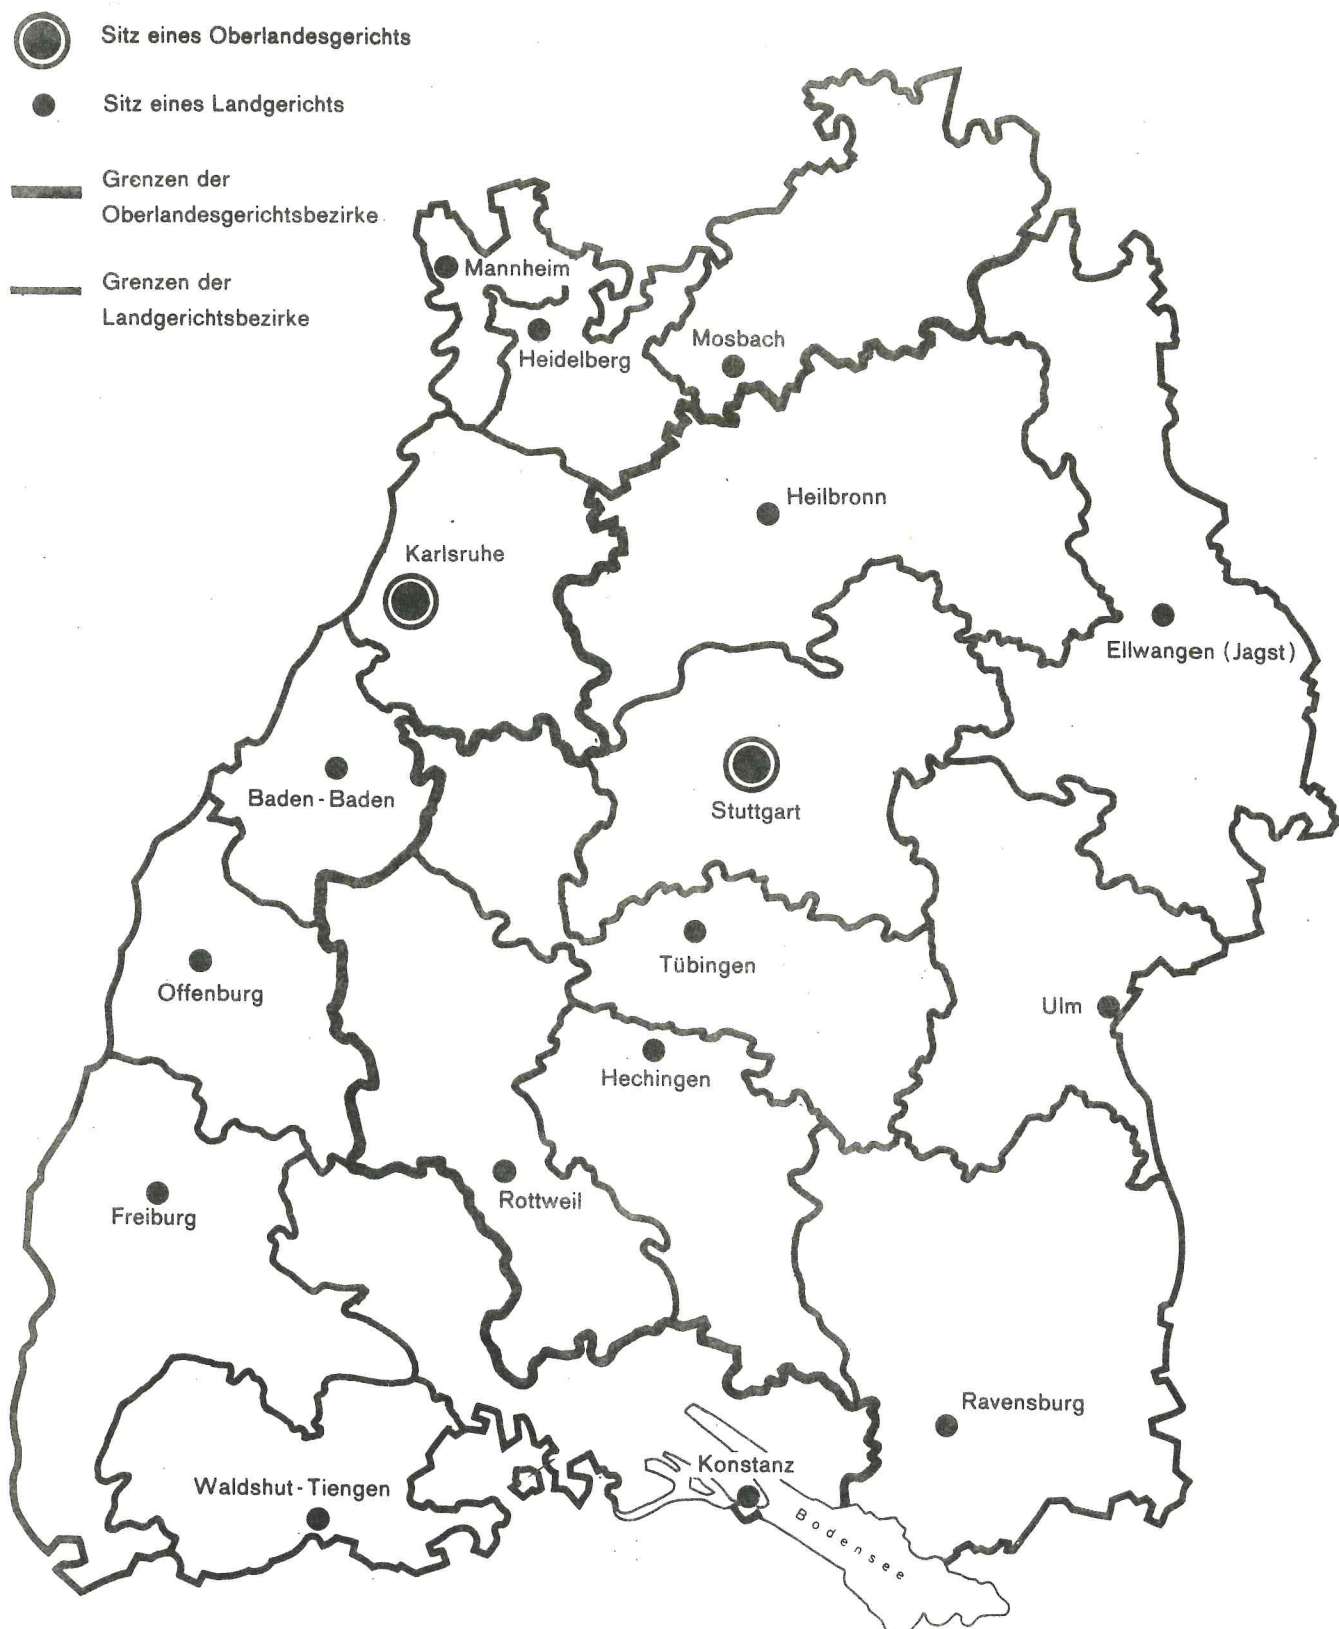 Sitz eines Oberlandesgerichts
Sitz eines Landgerichts
Grenzen der
Oberlandesgerichtsbezirke
Grenzen der
Landgerichtsbezirke
Mannheim
Heidelberg
Mosbach
Heilbronn
Karlsruhe
Ellwangen (Jagst)
Baden-Baden
Stuttgart
Tübingen
Offenburg
Ulm
Hechingen
Rottweil
Freiburg
Ravensburg
Konstanz
Waldshut-Tiengen
Bodensee